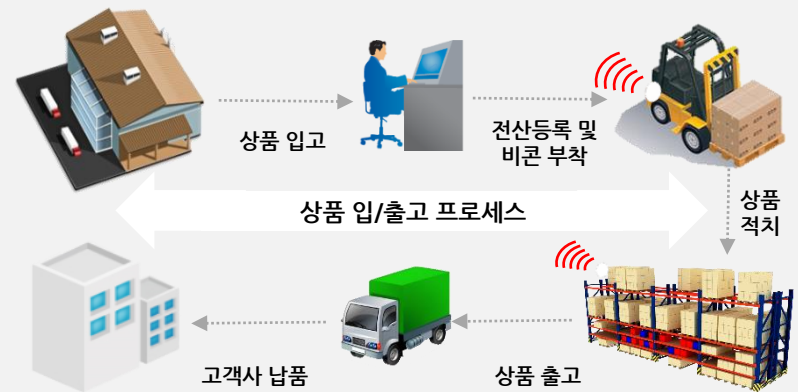 상품 입고
전산등록 및
비콘 부착
상품
적치
상품 입/출고 프로세스
고객사 납품
상품 출고